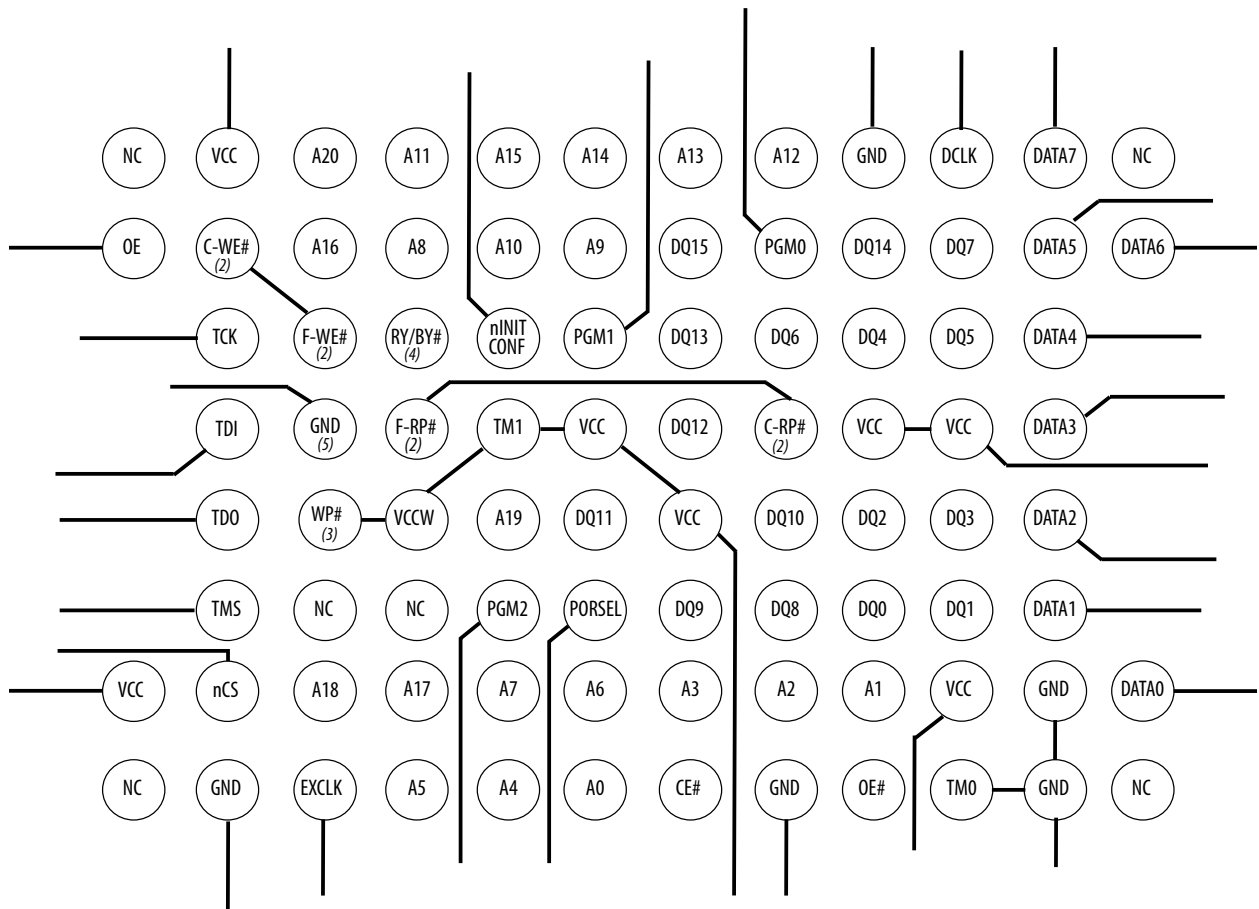 NC VCC A20 A11 A15 A14 A13 A12 GND DCLK DATA7 NC
OE C-WE# A16 A8 A10 A9 DQ15 PGM0 DQ14 DQ7 DATA5 DATA6
(2)
TCK F-WE# RY/BY# nINIT PGM1 DQ13 DQ6 DQ4 DQ5 DATA4
(2) (4) CONF
TDI GND F-RP# TM1 VCC DQ12 C-RP# VCC VCC DATA3
(5) (2) (2)
TDO WP# VCCW A19 DQ11 VCC DQ10 DQ2 DQ3 DATA2
(3)
TMS NC NC PGM2 PORSEL DQ9 DQ8 DQ0 DQ1 DATA1
VCC nCS A18 A17 A7 A6 A3 A2 A1 VCC GND DATA0
NC GND EXCLK A5 A4 A0 CE# GND OE# TM0 GND NC